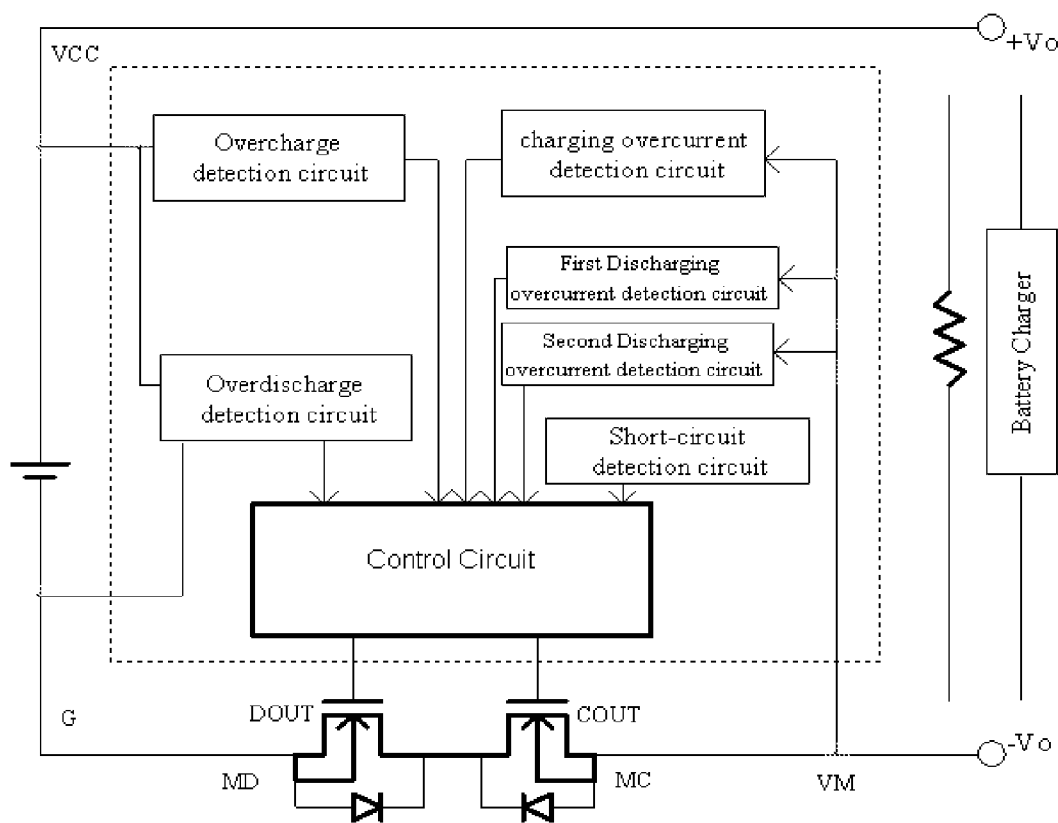 VCC
+Vo
Overcharge
detection circuit
charging overcurrent
detection circuit
First Discharging
overcurrent detection circuit
Second Discharging
overcurrent detection circuit
Overdischarge
detection circuit
Short-circuit
detection circuit
Battery Charger
Control Circuit
G
DOUT
COUT
-Vo
MD
MC
VM